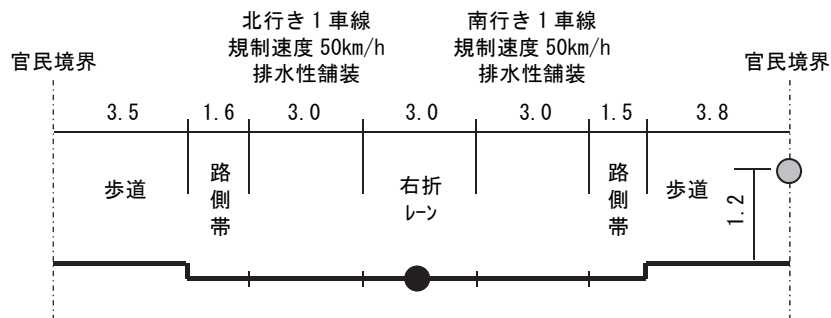 北行き1車線
規制速度 50km/h
排水性舗装
南行き1車線
規制速度 50km/h
排水性舗装
官民境界
官民境界
3.5 1.6 3.0 3.0 3.0 1.5 3.8
歩道
路側帯
右折
レーン
路側帯
歩道
1.2